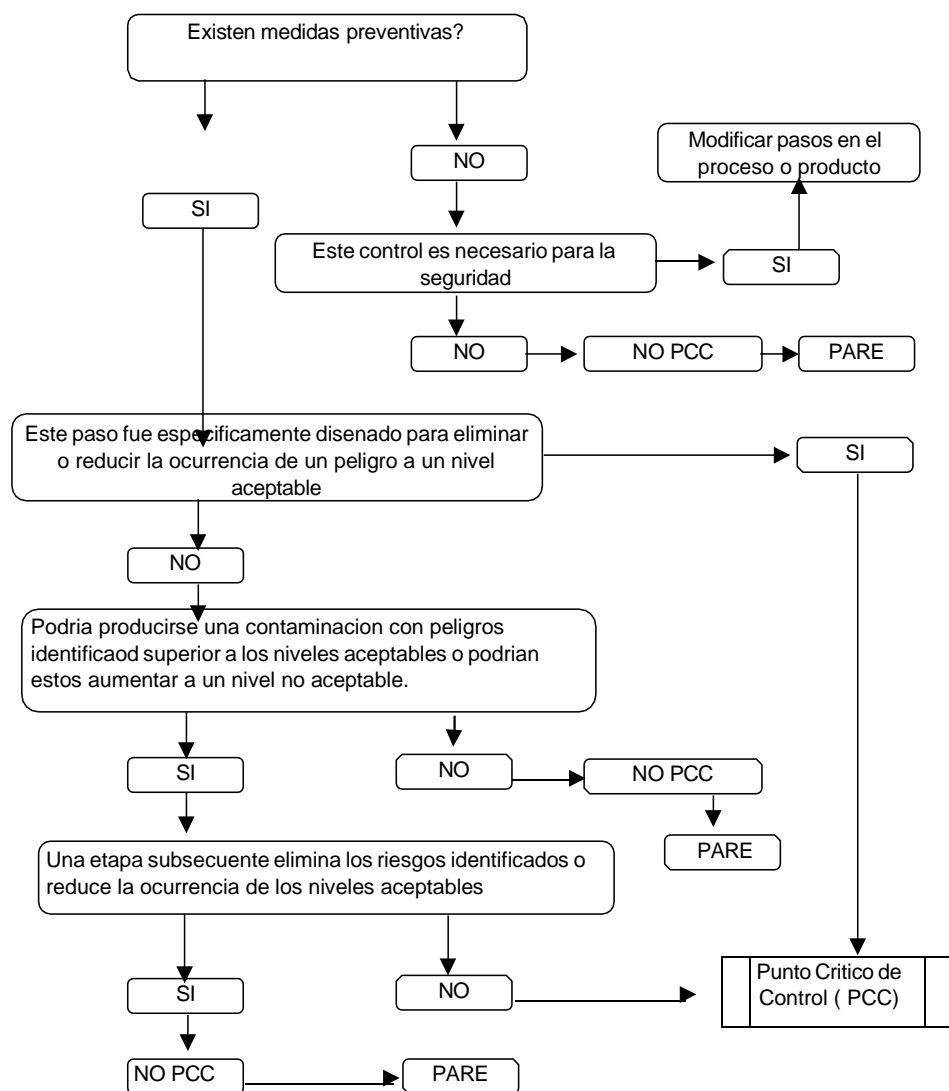 Existen medidas preventivas?
NO
Modificar pasos en el
proceso o producto
SI
Este control es necesario para la
seguridad
SI
NO
NO PCC
PARE
Este paso fue especificamente disenado para eliminar
o reducir la ocurrencia de un peligro a un nivel
aceptable
SI
NO
Podria producirse una contaminacion con peligros
identificaod superior a los niveles aceptables o podrian
estos aumentar a un nivel no aceptable.
SI
NO
NO PCC
PARE
Una etapa subsecuente elimina los riesgos identificados o
reduce la ocurrencia de los niveles aceptables
SI
NO
Punto Critico de
Control ( PCC)
NO PCC
PARE